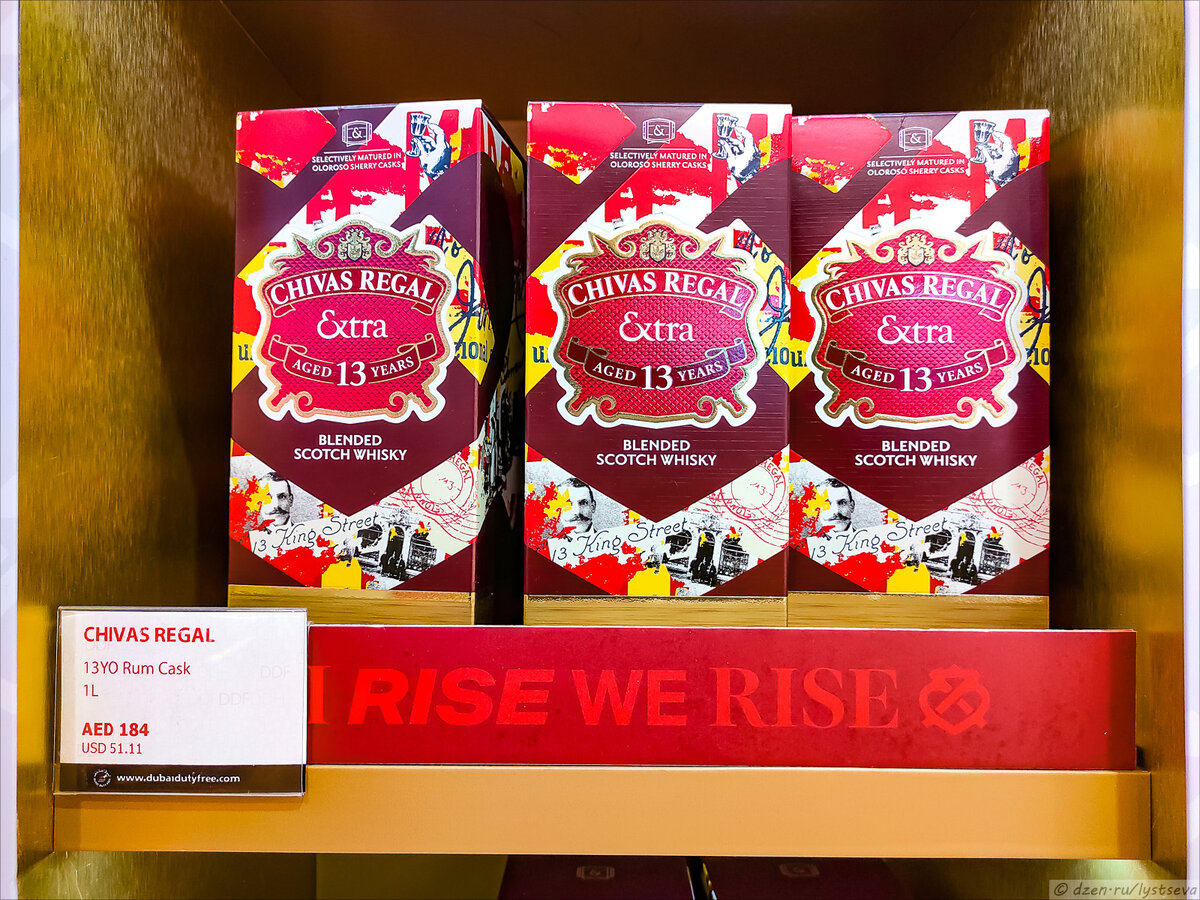 &
SELECTIVELY MATURED IN
OLOROSO SHERRY CASKS
CHIVAS REGAL
Extra
AGED 13 YEARS
BLENDED
SCOTCH WHISKY
13 King Street
&
SELECTIVELY MATURED IN
OLOROSO SHERRY CASKS
CHIVAS REGAL
Extra
AGED 13 YEARS
BLENDED
SCOTCH WHISKY
13 King Street
&
SELECTIVELY MATURED IN
OLOROSO SHERRY CASKS
CHIVAS REGAL
Extra
AGED 13 YEARS
BLENDED
SCOTCH WHISKY
13 King Street
CHIVAS REGAL
13YO Rum Cask
1L
AED 184
USD 51.11
www.dubaidutyfree.com
I RISE WE RISE
© dzen.ru/lystseva